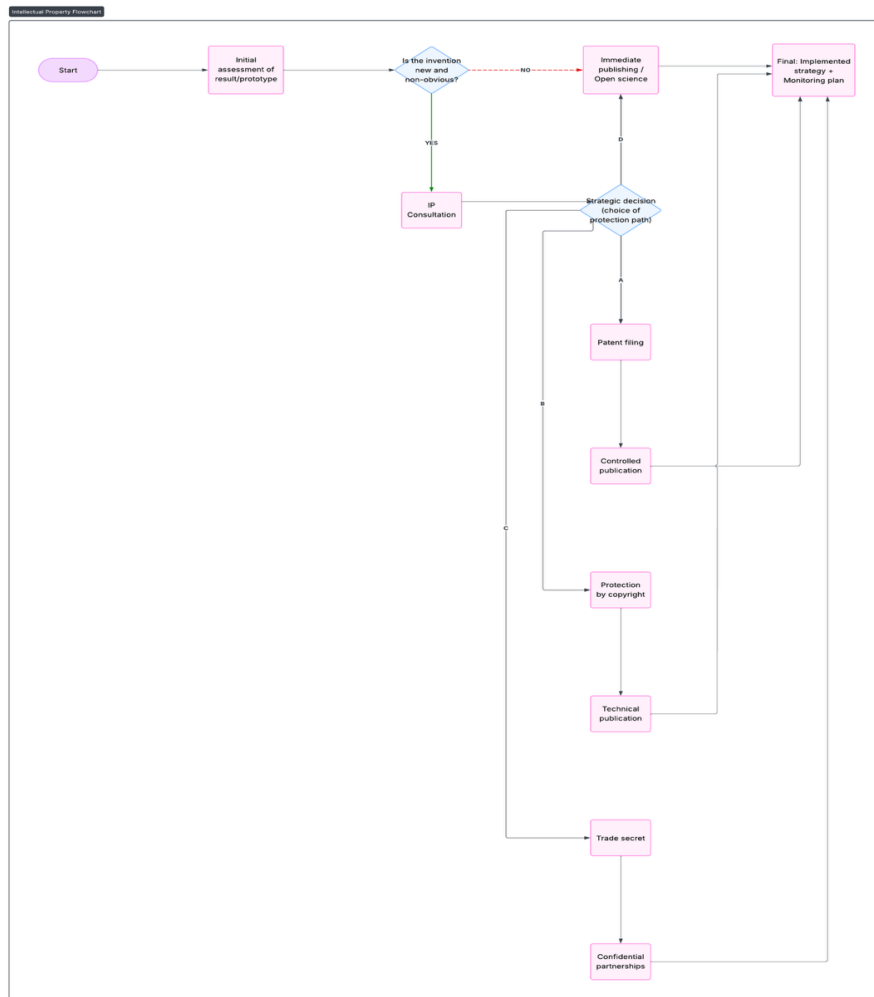 Intellectual Property Flowchart
Start
Initial
assessment of
result/prototype
Is the invention
new and
non-obvious?
NO
Immediate
publishing /
Open science
Final: Implemented
strategy +
Monitoring plan
YES
D
IP
Consultation
Strategic decision
(choice of
protection path)
A
Patent filing
B
Controlled
publication
C
Protection
by copyright
Technical
publication
Trade secret
Confidential
partnerships